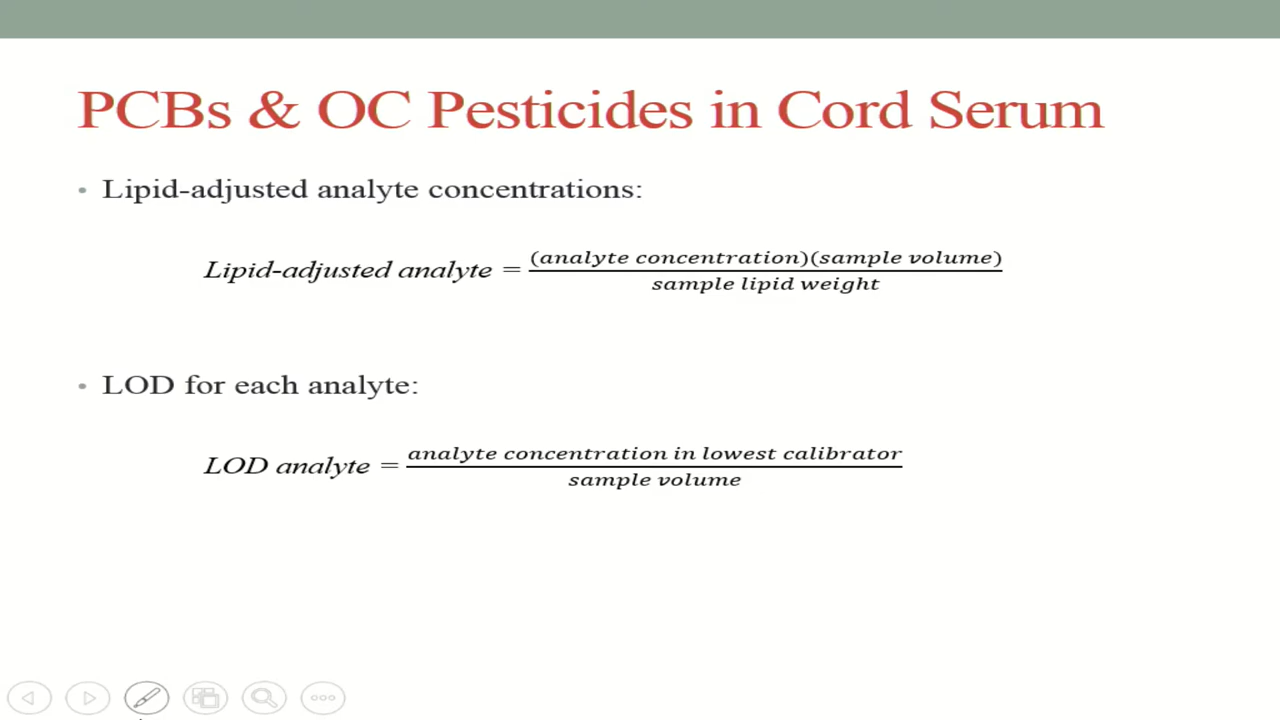 PCBs & OC Pesticides in Cord Serum
• Lipid-adjusted analyte concentrations:
Lipid-adjusted analyte = (analyte concentration)(sample volume)
sample lipid weight
• LOD for each analyte:
LOD analyte = analyte concentration in lowest calibrator
sample volume